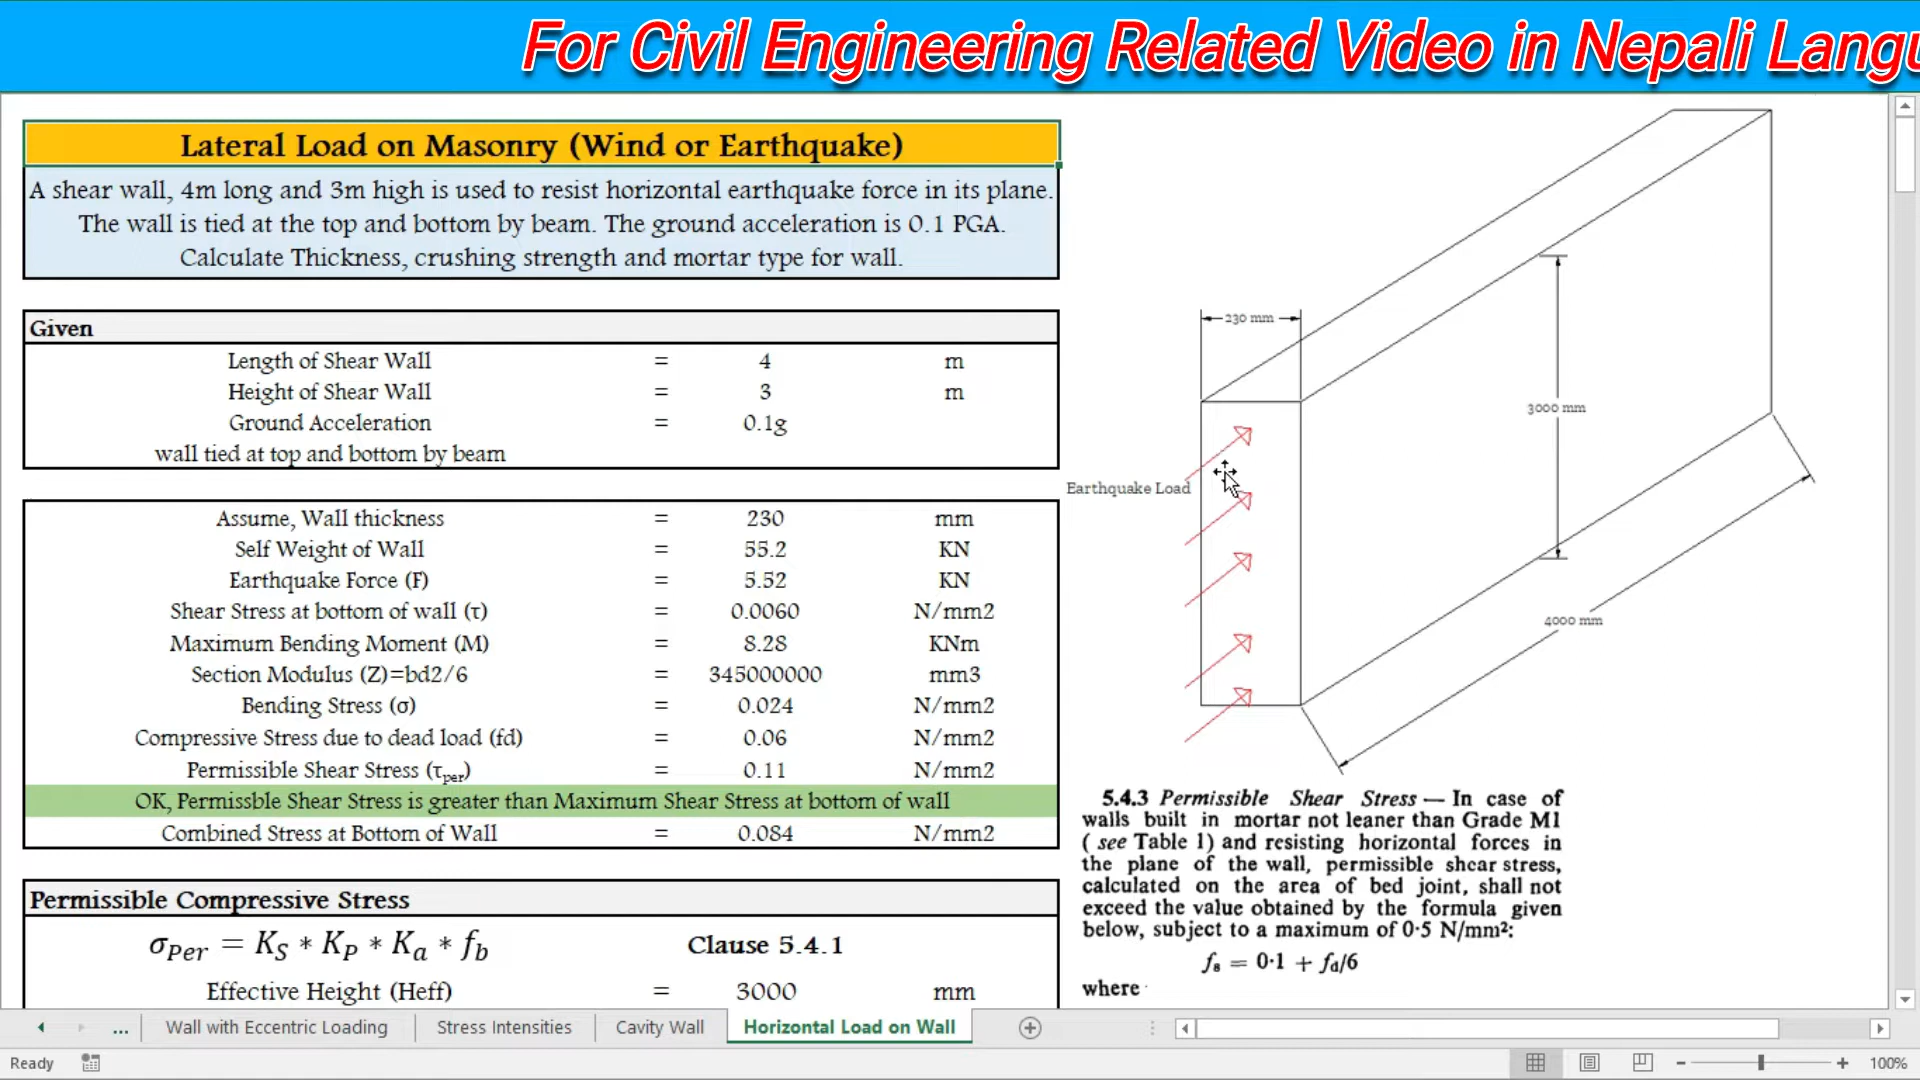 For Civil Engineering Related Video in Nepali Langu
Lateral Load on Masonry (Wind or Earthquake)
A shear wall, 4m long and 3m high is used to resist horizontal earthquake force in its plane.
The wall is tied at the top and bottom by beam. The ground acceleration is 0.1 PGA.
Calculate Thickness, crushing strength and mortar type for wall.
Given
Length of Shear Wall = 4 m
Height of Shear Wall = 3 m
Ground Acceleration = 0.1g
wall tied at top and bottom by beam
Assume, Wall thickness = 230 mm
Self Weight of Wall = 55.2 KN
Earthquake Force (F) = 5.52 KN
Shear Stress at bottom of wall (τ) = 0.0060 N/mm2
Maximum Bending Moment (M) = 8.28 KNm
Section Modulus (Z)=bd2/6 = 345000000 mm3
Bending Stress (σ) = 0.024 N/mm2
Compressive Stress due to dead load (fd) = 0.06 N/mm2
Permissible Shear Stress (τper) = 0.11 N/mm2
OK, Permissble Shear Stress is greater than Maximum Shear Stress at bottom of wall
Combined Stress at Bottom of Wall = 0.084 N/mm2
Permissible Compressive Stress
σPer = KS * KP * Ka * fb Clause 5.4.1
Effective Height (Heff) = 3000 mm
230 mm
3000 mm
Earthquake Load
4000 mm
5.4.3 Permissible Shear Stress — In case of
walls built in mortar not leaner than Grade M1
( see Table 1) and resisting horizontal forces in
the plane of the wall, permissible shear stress,
calculated on the area of bed joint, shall not
exceed the value obtained by the formula given
below, subject to a maximum of 0·5 N/mm²:
fs = 0·1 + fd/6
where
... Wall with Eccentric Loading Stress Intensities Cavity Wall Horizontal Load on Wall
Ready 100%